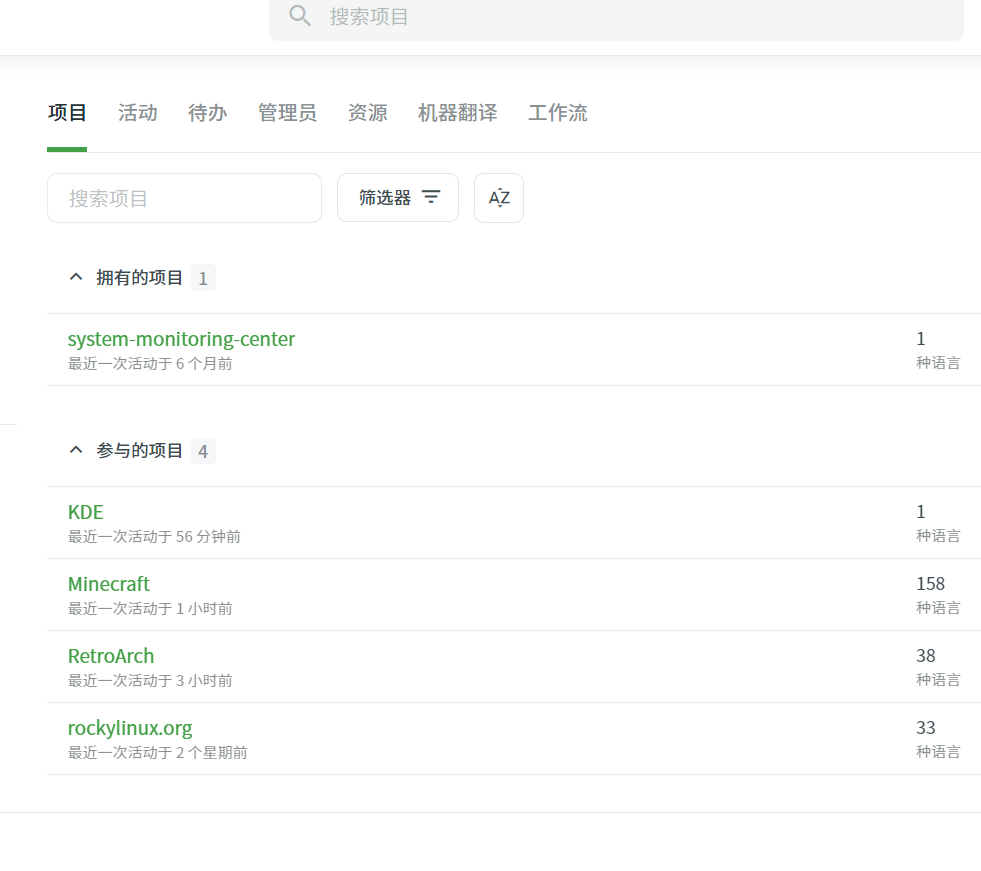 搜索项目
项目 活动 待办 管理员 资源 机器翻译 工作流
搜索项目 筛选器 AZ
拥有的项目 1
system-monitoring-center 1
最近一次活动于 6 个月前 种语言
参与的项目 4
KDE 1
最近一次活动于 56 分钟前 种语言
Minecraft 158
最近一次活动于 1 小时前 种语言
RetroArch 38
最近一次活动于 3 小时前 种语言
rockylinux.org 33
最近一次活动于 2 个星期前 种语言